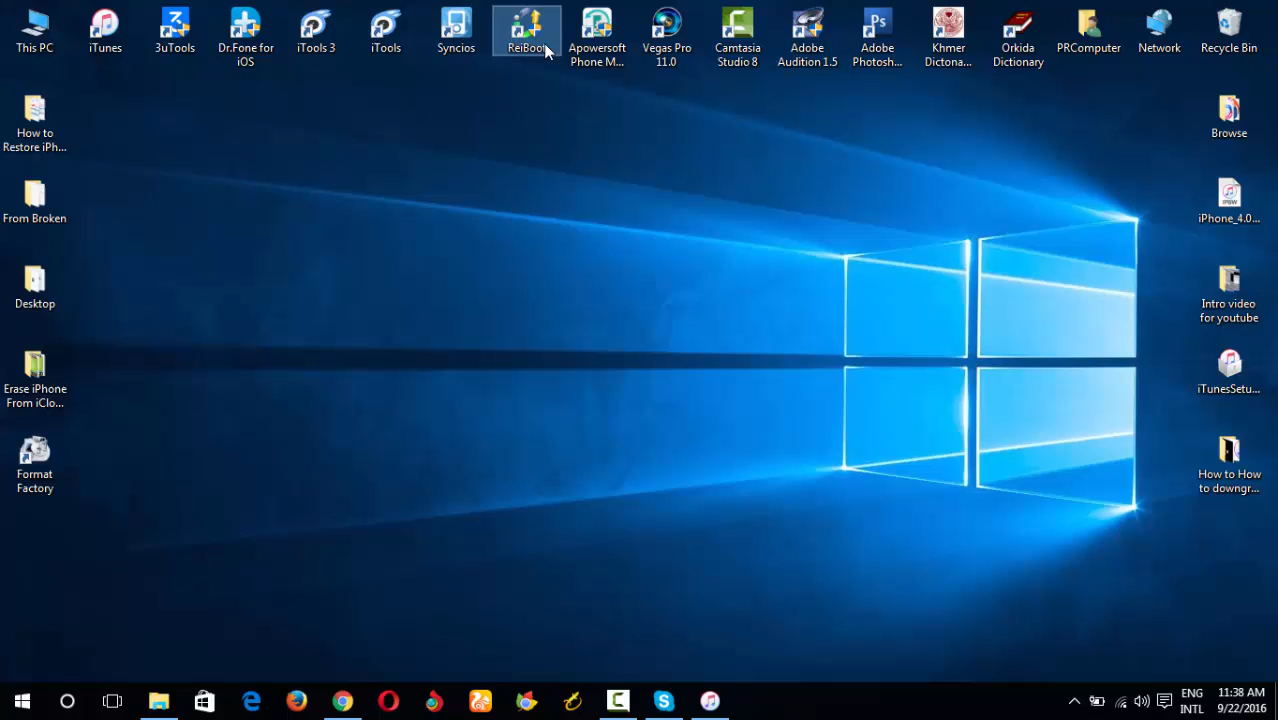 This PC
iTunes
3uTools
Dr.Fone for
iOS
iTools 3
iTools
Syncios
ReiBoot
Apowersoft
Phone M...
Vegas Pro
11.0
Camtasia
Studio 8
Adobe
Audition 1.5
Adobe
Photosh...
Khmer
Dictona...
Orkida
Dictionary
PRComputer
Network
Recycle Bin
How to
Restore iPh...
Browse
From Broken
iPhone_4.0...
Desktop
Intro video
for youtube
Erase iPhone
From iClo...
iTunesSetu...
Format
Factory
How to How
to downgr...
ENG
INTL
11:38 AM
9/22/2016